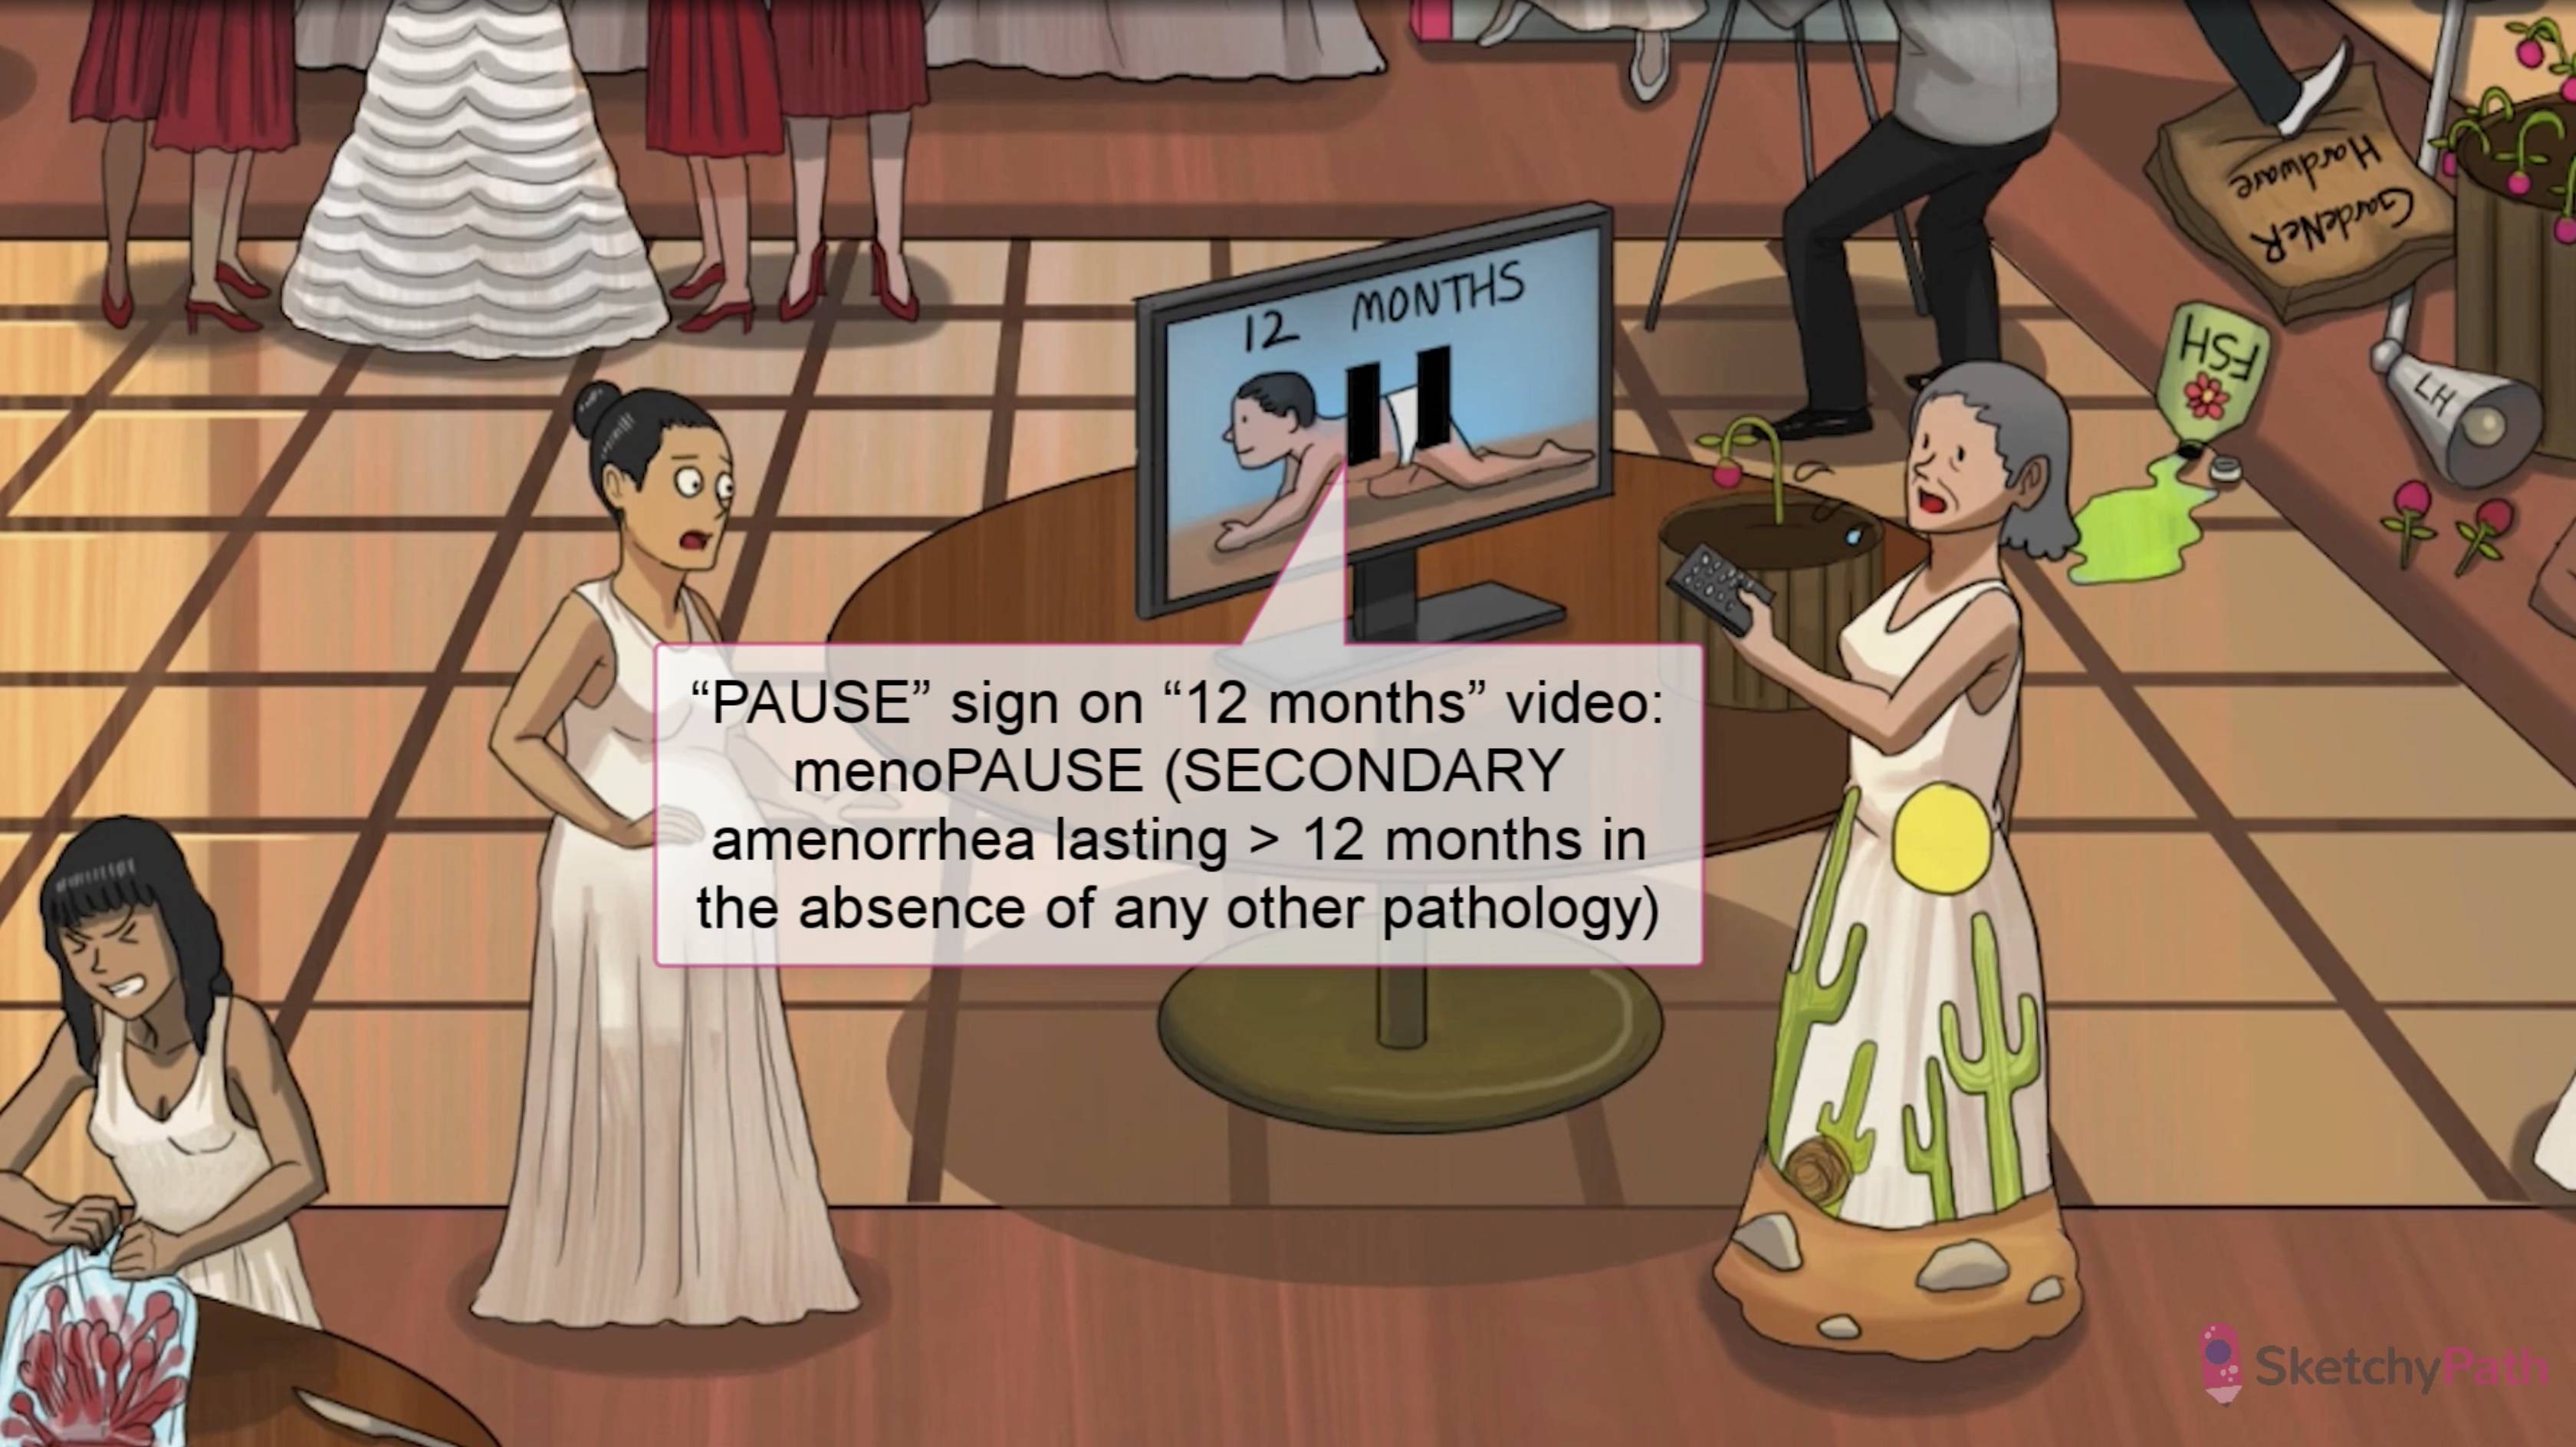 GardeNeR
Hardware
12 MONTHS
FSH
LH
“PAUSE” sign on “12 months” video:
menoPAUSE (SECONDARY
amenorrhea lasting > 12 months in
the absence of any other pathology)
SketchyPath